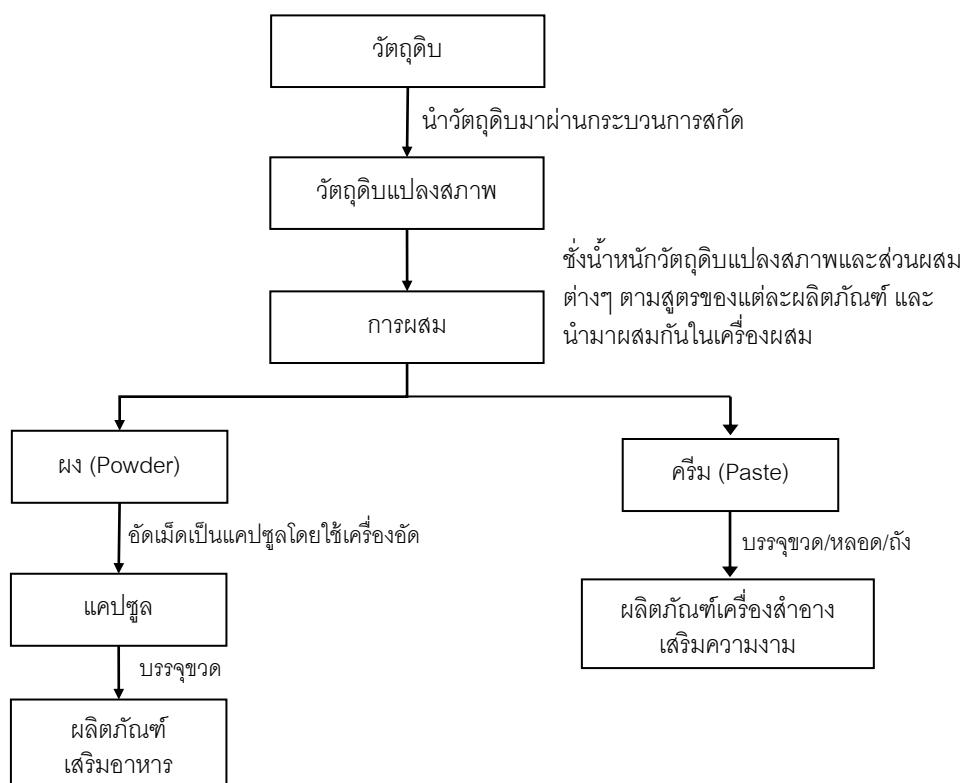 วัตถุดิบ
นำวัตถุดิบมาผ่านกระบวนการสกัด
วัตถุดิบแปลงสภาพ
ชั่งน้ำหนักวัตถุดิบแปลงสภาพและส่วนผสม
ต่างๆ ตามสูตรของแต่ละผลิตภัณฑ์ และ
นำมาผสมกันในเครื่องผสม
การผสม
ผง (Powder)
ครีม (Paste)
อัดเม็ดเป็นแคปซูลโดยใช้เครื่องอัด
บรรจุขวด/หลอด/ถัง
แคปซูล
ผลิตภัณฑ์เครื่องสำอาง
เสริมความงาม
บรรจุขวด
ผลิตภัณฑ์
เสริมอาหาร